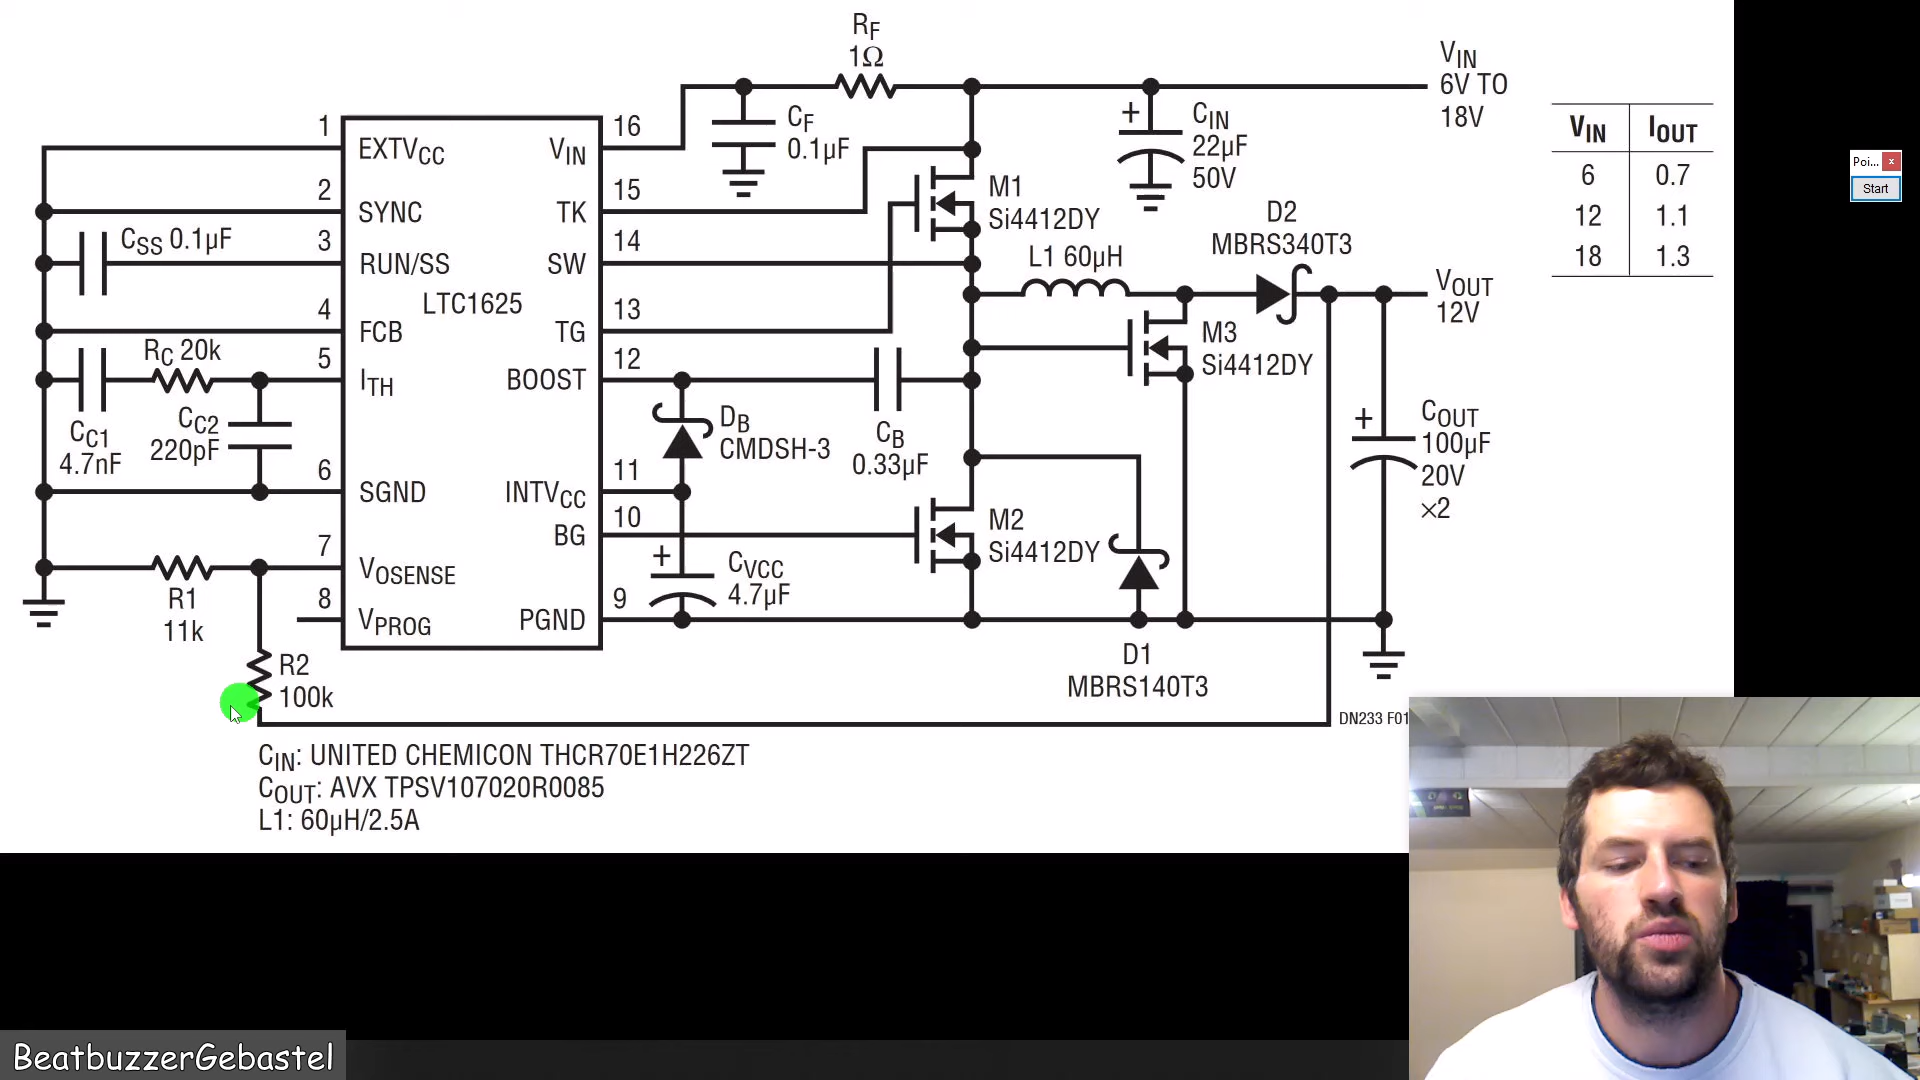 RF
1Ω
VIN
6V TO
18V
VIN IOUT
6 0.7
12 1.1
18 1.3
Poi... x
Start
1
EXTVCC
2
SYNC
CSS 0.1µF
3
RUN/SS
LTC1625
4
FCB
RC 20k
5
ITH
CC2
220pF
CC1
4.7nF
6
SGND
7
VOSENSE
R1
11k
8
VPROG
R2
100k
16
VIN
15
TK
14
SW
13
TG
12
BOOST
11
INTVCC
10
BG
9
PGND
CF
0.1µF
CIN
22µF
50V
M1
Si4412DY
L1 60µH
D2
MBRS340T3
VOUT
12V
M3
Si4412DY
DB
CMDSH-3
CB
0.33µF
COUT
100µF
20V
×2
M2
Si4412DY
CVCC
4.7µF
D1
MBRS140T3
DN233 F01
CIN: UNITED CHEMICON THCR70E1H226ZT
COUT: AVX TPSV107020R0085
L1: 60µH/2.5A
BeatbuzzerGebastel